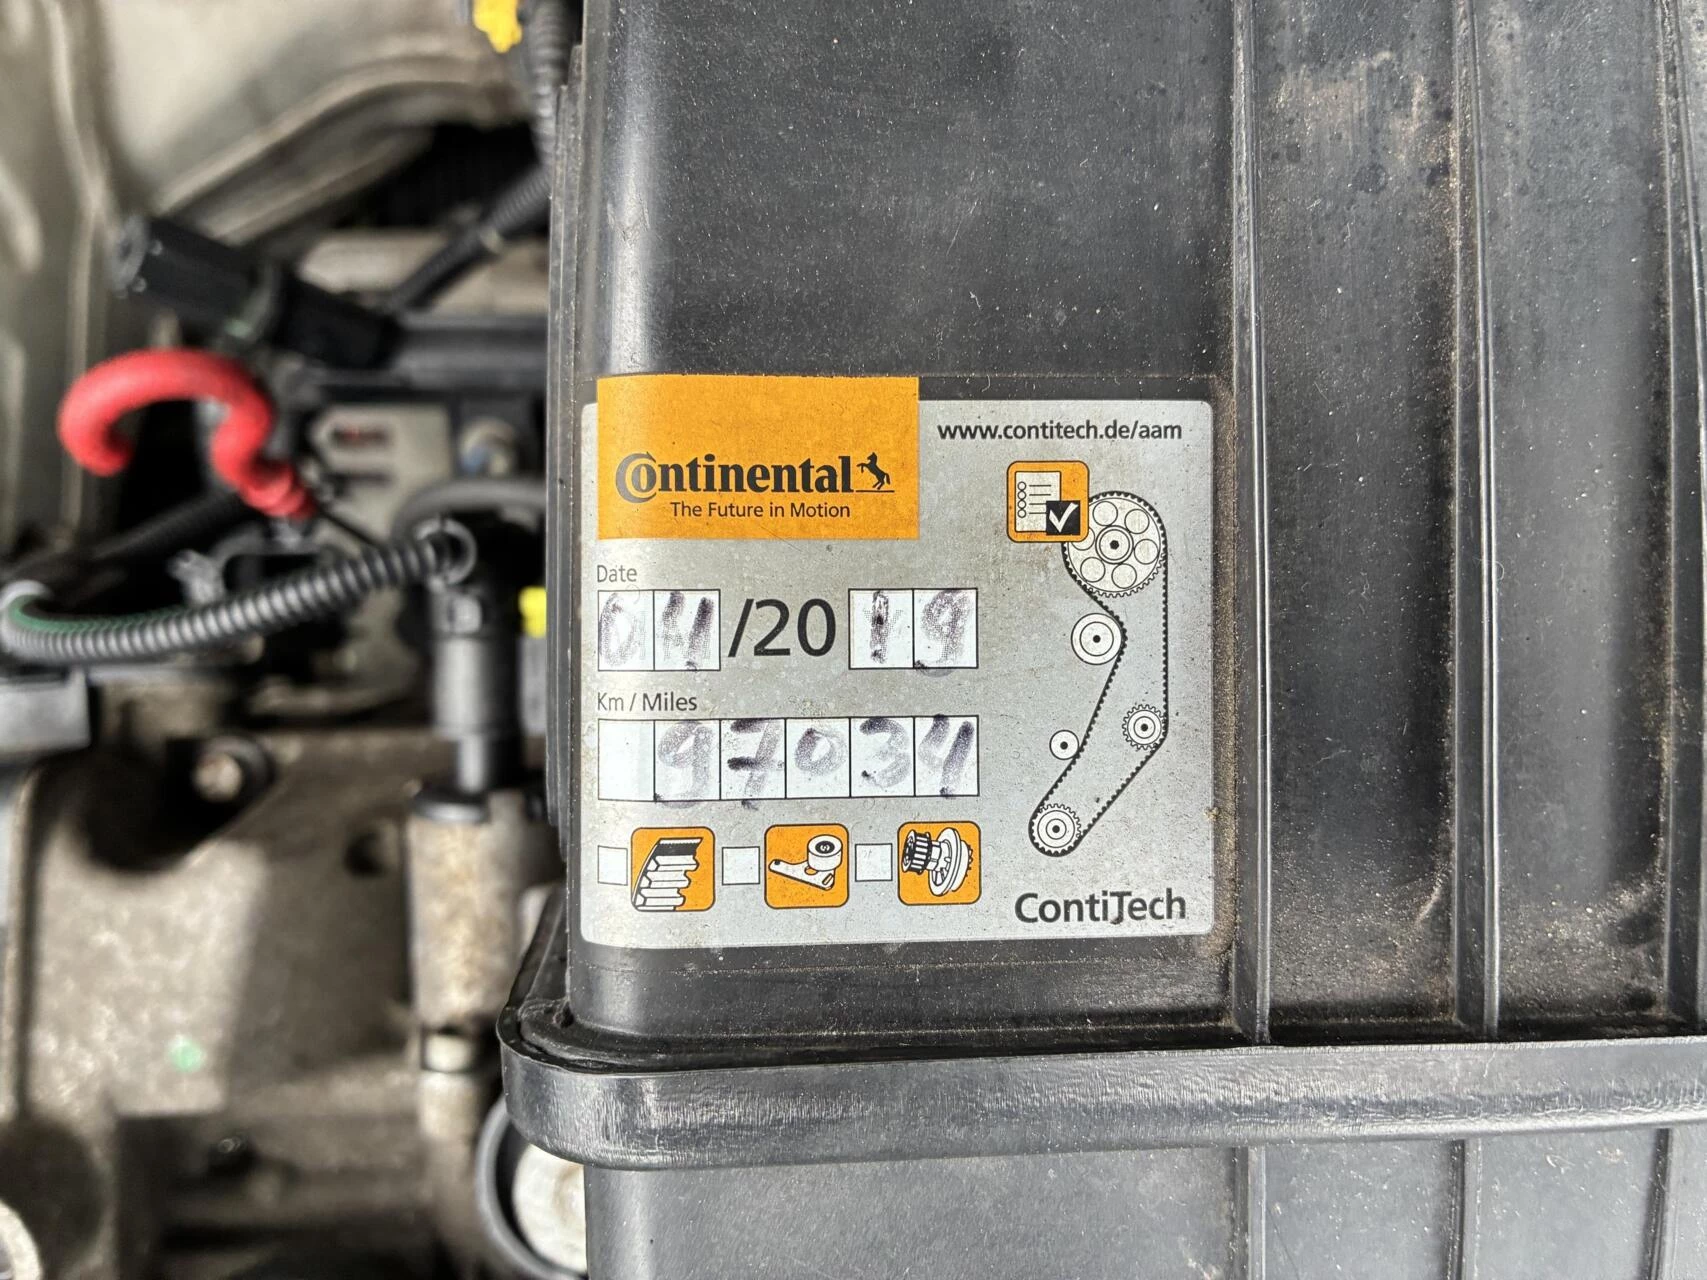 www.contitech.de/aam
Continental
The Future in Motion
Date
04/2019
Km / Miles
97034
ContiTech